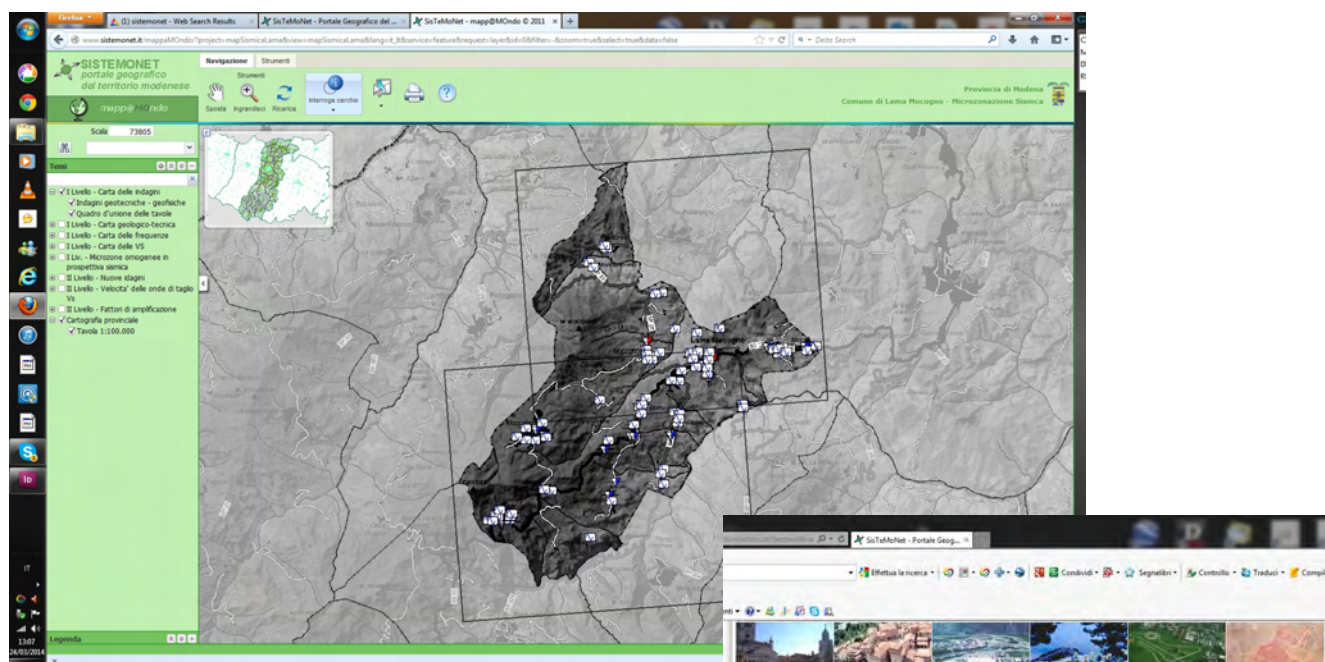 Firefox
(1) sistemonet - Web Search Results
SisTeMoNet - Portale Geografico del ...
SisTeMoNet - mapp@MOndo © 2011
www.sistemonet.it/mappaMOndo/?project=mapSismicaLama&view=mapSismicaLama&lang=it_It&service=feature&request=layer&id=0&filter=-&zoom=true&select=true&data=false
Delta Search
SISTEMONET
portale geografico
del territorio modenese
mapp@MOndo
Navigazione
Strumenti
Strumenti
Sposta
Ingrandisci
Ricarica
Interroga cerchio
Provincia di Modena
Comune di Lama Mocogno - Microzonazione Sismica
Scala 73805
Temi
I Livello - Carta delle indagini
Indagini geotecniche - geofisiche
Quadro d'unione delle tavole
I Livello - Carta geologico-tecnica
I Livello - Carta delle frequenze
I Livello - Carta delle VS
I Liv. - Microzone omogenee in
prospettiva sismica
II Livello - Nuove idagini
II Livello - Velocita' delle onde di taglio
Vs
II Livello - Fattori di amplificazione
Cartografia provinciale
Tavola 1:100.000
Lama Mocogno
Legenda
IT
13:07
24/03/2014
SisTeMoNet - Portale Geog...
Effettua la ricerca
Condividi
Segnalibri
Controllo
Traduci
Compil